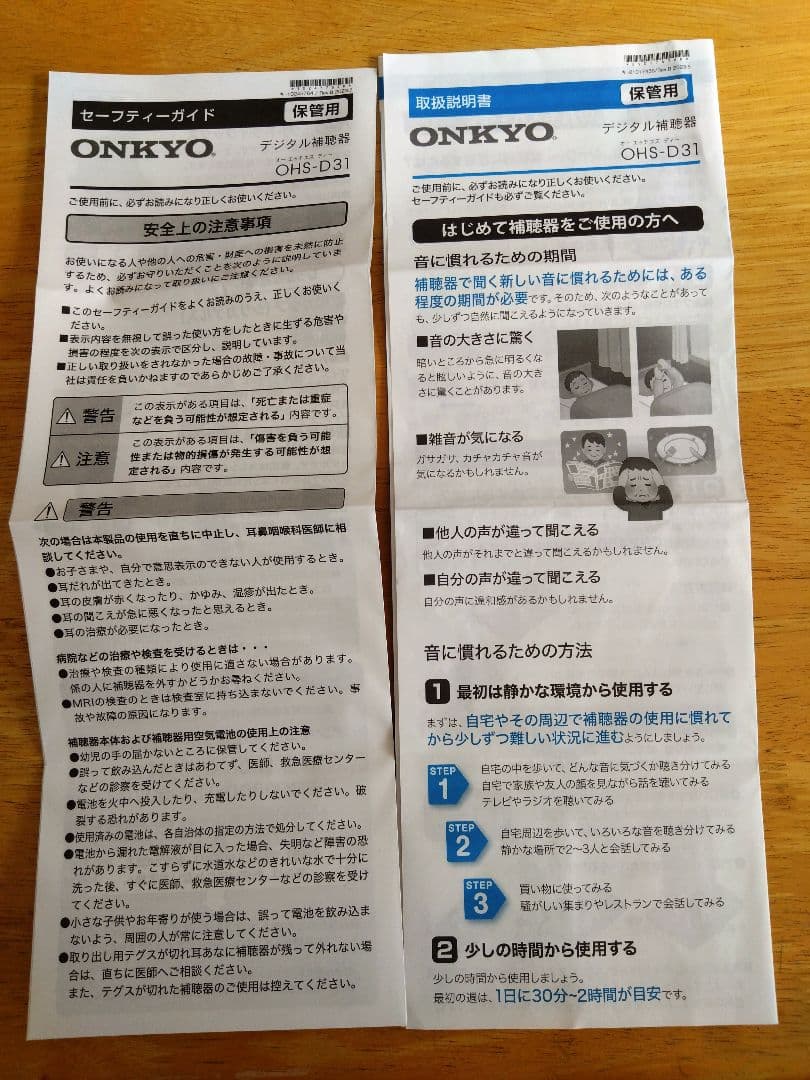 セーフティーガイド
保管用
ONKYO
デジタル補聴器
オーエッチエス ディー
OHS-D31
ご使用前に、必ずお読みになり正しくお使いください。
安全上の注意事項
お使いになる人や他の人への危害・財産への損害を未然に防止
するため、必ずお守りいただくことを次のように説明していま
す。よくお読みになって取り扱いにご注意ください。
■このセーフティーガイドをよくお読みのうえ、正しくお使いく
ださい。
■表示内容を無視して誤った使い方をしたときに生ずる危害や
損害の程度を次の表示で区分し、説明しています。
■正しい取り扱いをされなかった場合の故障・事故について当
社は責任を負いかねますのであらかじめご了承ください。
警告
この表示がある項目は、「死亡または重症
などを負う可能性が想定される」内容です。
注意
この表示がある項目は、「傷害を負う可能
性または物的損傷が発生する可能性が想
定される」内容です。
警告
次の場合は本製品の使用を直ちに中止し、耳鼻咽喉科医師に相
談してください。
●お子さまや、自分で意思表示のできない人が使用するとき。
●耳だれが出てきたとき。
●耳の皮膚が赤くなったり、かゆみ、湿疹が出たとき。
●耳の聞こえが急に悪くなったと思えるとき。
●耳の治療が必要になったとき。
病院などの治療や検査を受けるときは・・・
●治療や検査の種類により使用に適さない場合があります。
係の人に補聴器を外すかどうかお尋ねください。
●MRIの検査のときは検査室に持ち込まないでください。事
故や故障の原因になります。
補聴器本体および補聴器用空気電池の使用上の注意
●幼児の手の届かないところに保管してください。
●誤って飲み込んだときはあわてず、医師、救急医療センター
などの診察を受けてください。
●電池を火中へ投入したり、充電したりしないでください。破
裂する恐れがあります。
●使用済みの電池は、各自治体の指定の方法で処分してください。
●電池から漏れた電解液が目に入った場合、失明など障害の恐
れがあります。こすらずに水道水などのきれいな水で十分に
洗った後、すぐに医師、救急医療センターなどの診察を受け
てください。
●小さな子供やお年寄りが使う場合は、誤って電池を飲み込ま
ないよう、周囲の人が常に注意してください。
●取り出し用テグスが切れ耳あなに補聴器が残って外れない場
合は、直ちに医師へご相談ください。
また、テグスが切れた補聴器のご使用は控えてください。
取扱説明書
保管用
ONKYO
デジタル補聴器
オーエッチエス ディー
OHS-D31
ご使用前に、必ずお読みになり正しくお使いください。
セーフティーガイドも必ずご覧ください。
はじめて補聴器をご使用の方へ
音に慣れるための期間
補聴器で聞く新しい音に慣れるためには、ある
程度の期間が必要です。そのため、次のようなことがあって
も、少しずつ自然に聞こえるようになっていきます。
■音の大きさに驚く
暗いところから急に明るくな
ると眩しいように、音の大き
さに驚くことがあります。
■雑音が気になる
ガサガサ、カチャカチャ音が
気になるかもしれません。
■他人の声が違って聞こえる
他人の声がそれまでと違って聞こえるかもしれません。
■自分の声が違って聞こえる
自分の声に違和感があるかもしれません。
音に慣れるための方法
1 最初は静かな環境から使用する
まずは、自宅やその周辺で補聴器の使用に慣れて
から少しずつ難しい状況に進むようにしましょう。
STEP
1
自宅の中を歩いて、どんな音に気づくか聴き分けてみる
自宅で家族や友人の顔を見ながら話を聴いてみる
テレビやラジオを聴いてみる
STEP
2
自宅周辺を歩いて、いろいろな音を聴き分けてみる
静かな場所で2〜3人と会話してみる
STEP
3
買い物に使ってみる
騒がしい集まりやレストランで会話してみる
2 少しの時間から使用する
少しの時間から使用しましょう。
最初の週は、1日に30分〜2時間が目安です。